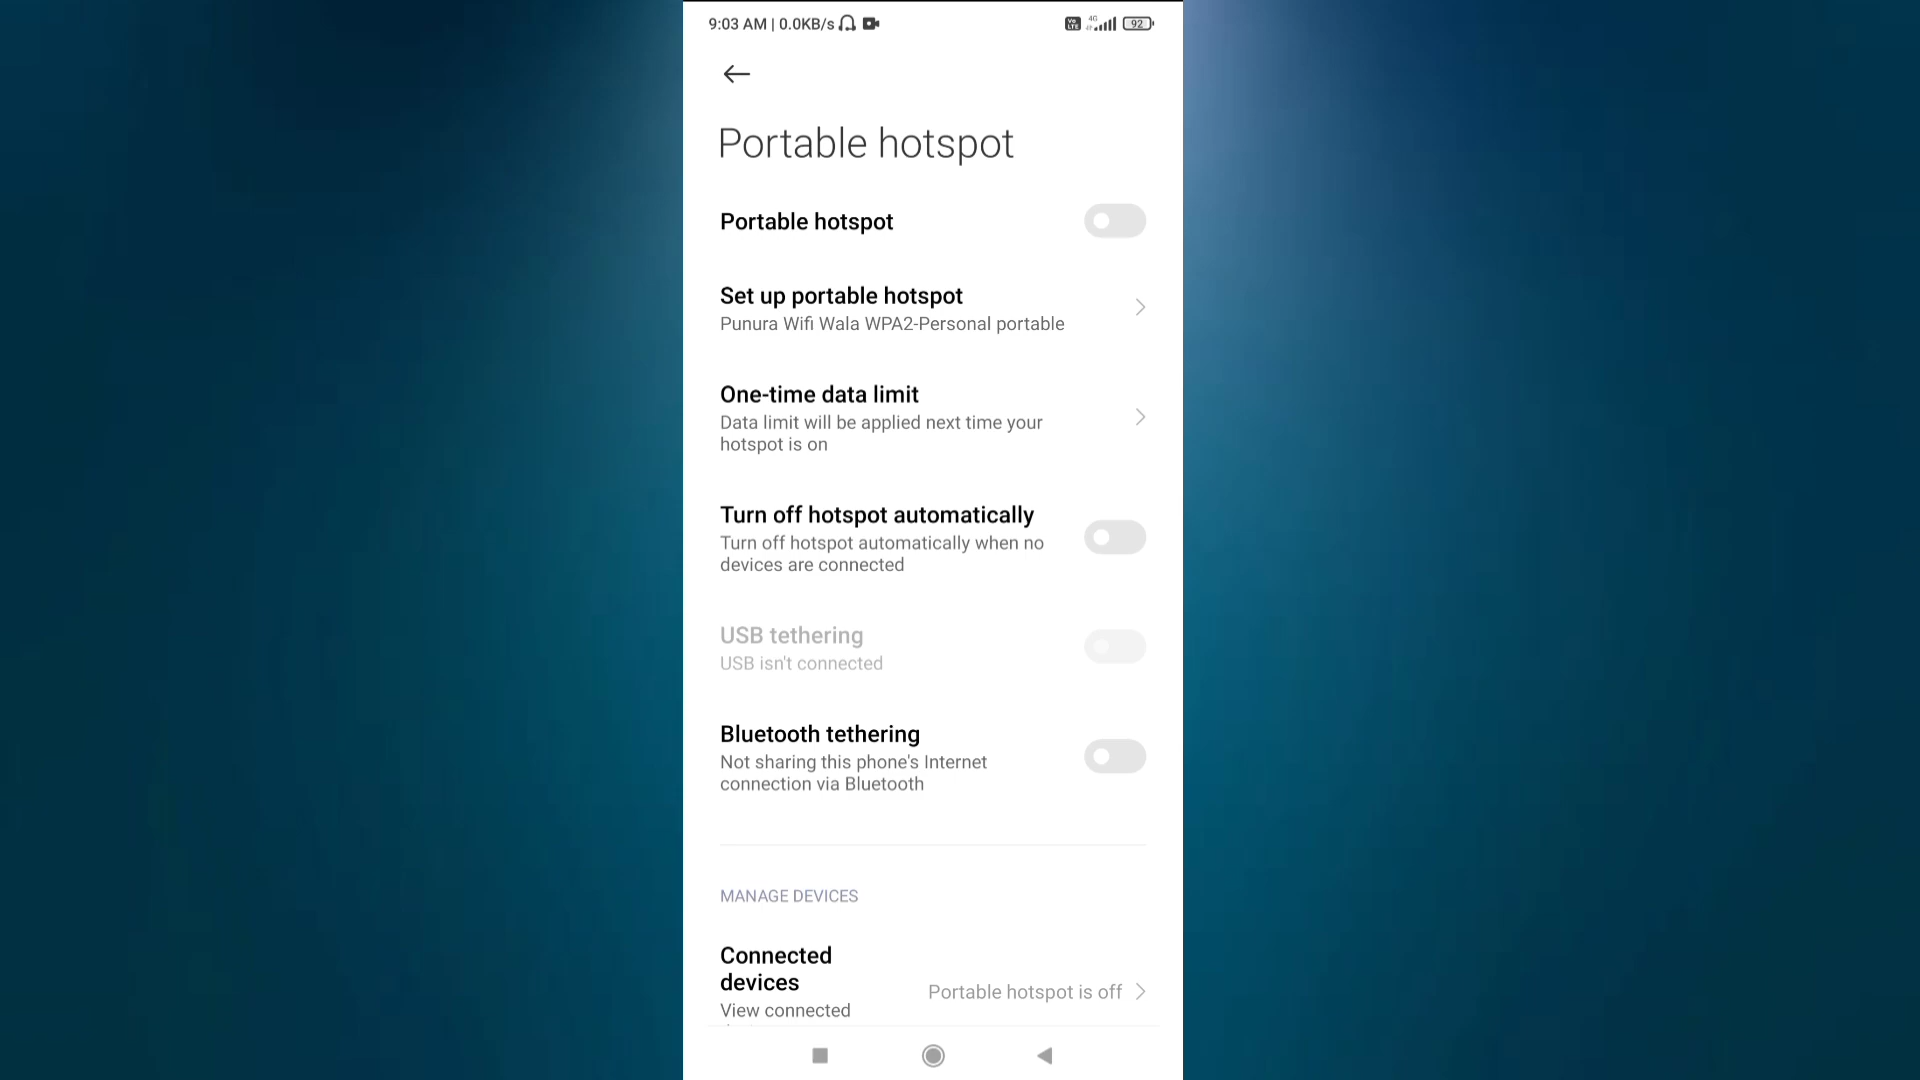 9:03 AM | 0.0KB/s
Vo LTE 4G 92
Portable hotspot
Portable hotspot
Set up portable hotspot
Punura Wifi Wala WPA2-Personal portable
One-time data limit
Data limit will be applied next time your
hotspot is on
Turn off hotspot automatically
Turn off hotspot automatically when no
devices are connected
USB tethering
USB isn't connected
Bluetooth tethering
Not sharing this phone's Internet
connection via Bluetooth
MANAGE DEVICES
Connected
devices
Portable hotspot is off
View connected